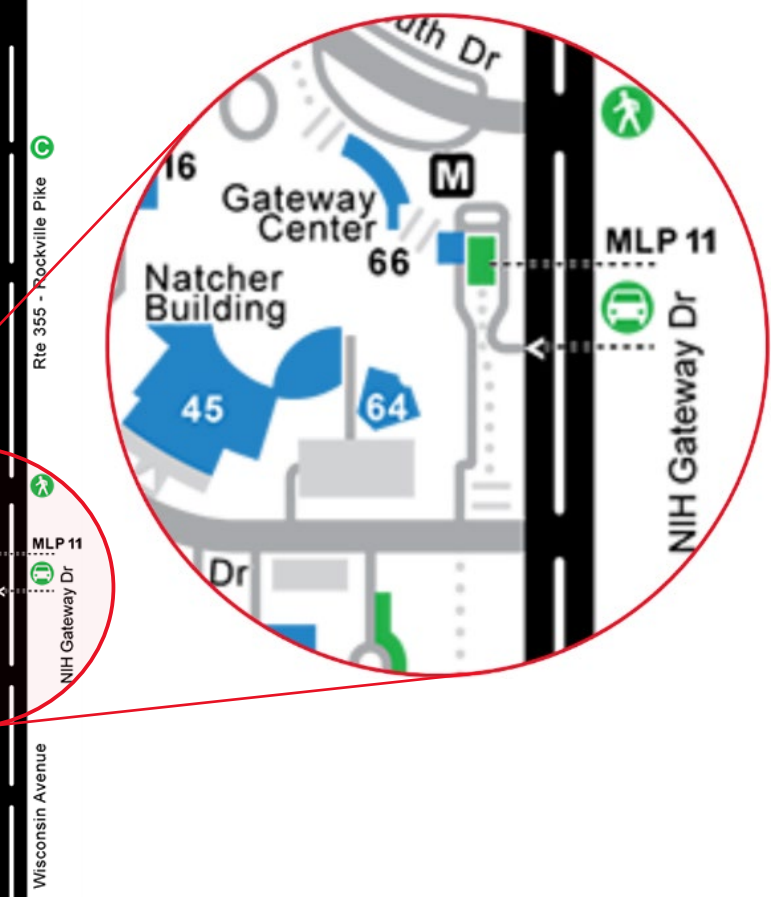 Rte 355 - Rockville Pike
C
MLP 11
NIH Gateway Dr
Wisconsin Avenue
Dr
16
M
Gateway
Center
66
MLP 11
Natcher
Building
NIH Gateway Dr
45
64
Dr